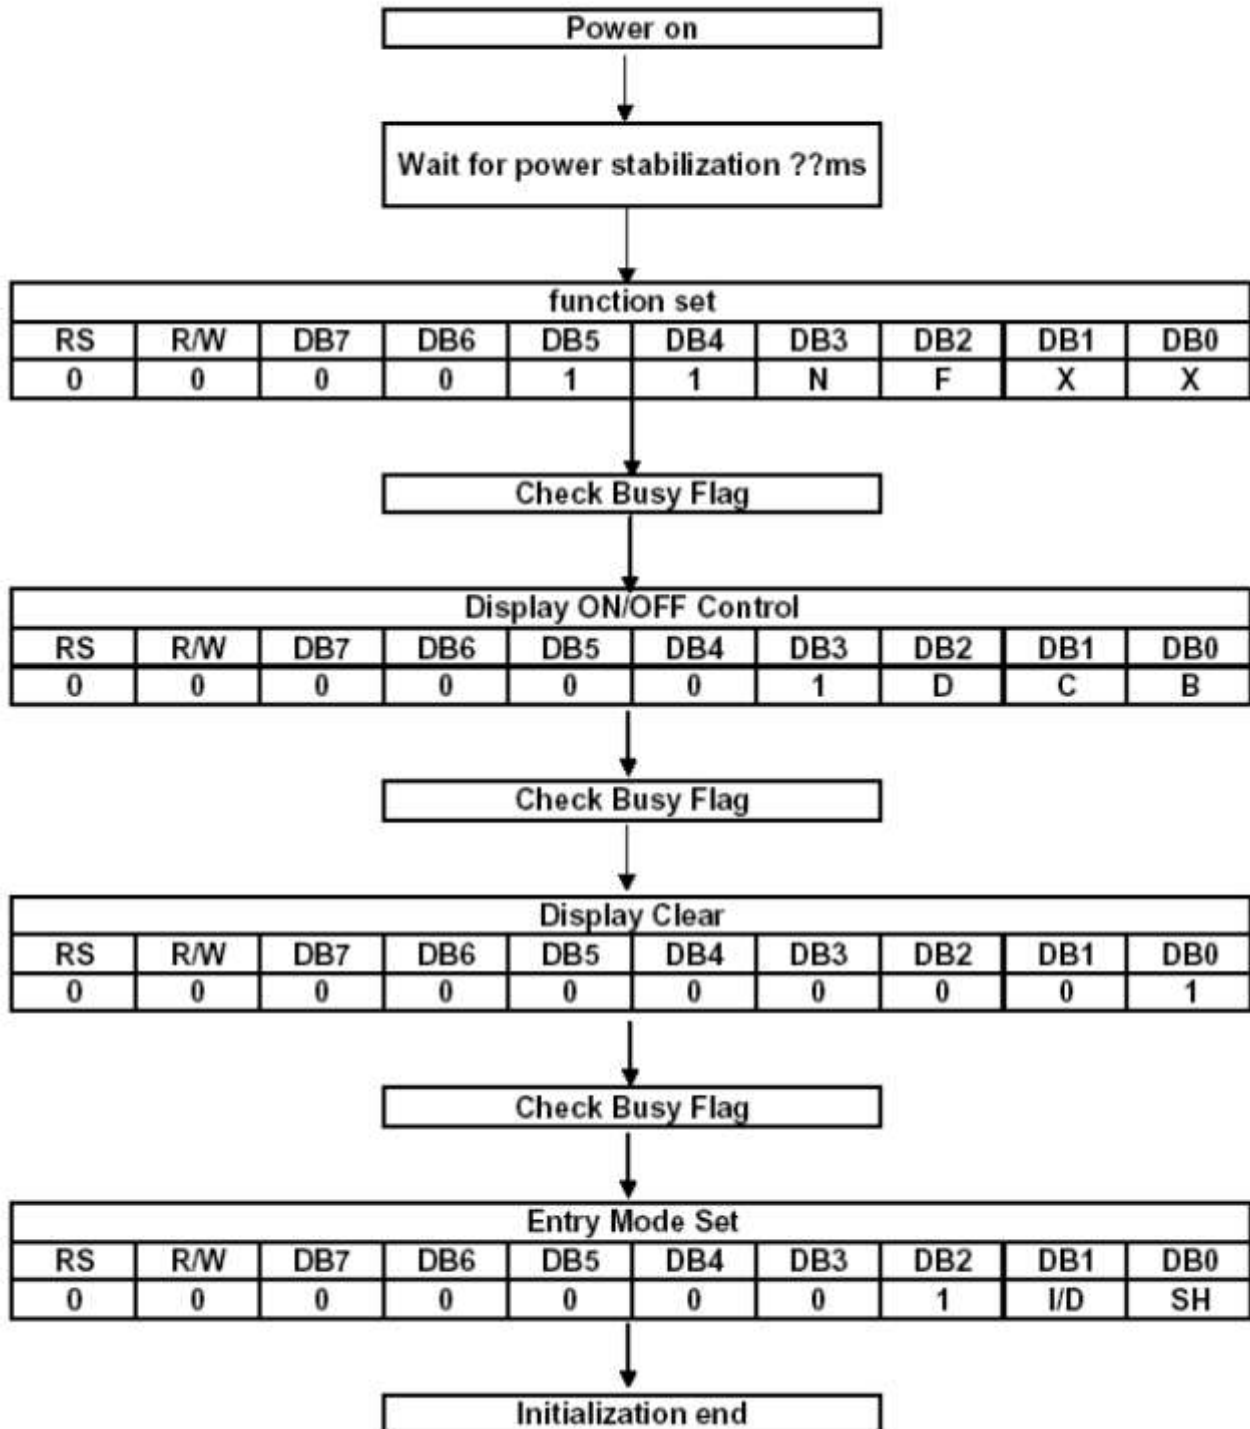 Power on
Wait for power stabilization ??ms
function set
RS R/W DB7 DB6 DB5 DB4 DB3 DB2 DB1 DB0
0 0 0 0 1 1 N F X X
Check Busy Flag
Display ON/OFF Control
RS R/W DB7 DB6 DB5 DB4 DB3 DB2 DB1 DB0
0 0 0 0 0 0 1 D C B
Check Busy Flag
Display Clear
RS R/W DB7 DB6 DB5 DB4 DB3 DB2 DB1 DB0
0 0 0 0 0 0 0 0 0 1
Check Busy Flag
Entry Mode Set
RS R/W DB7 DB6 DB5 DB4 DB3 DB2 DB1 DB0
0 0 0 0 0 0 0 1 I/D SH
Initialization end